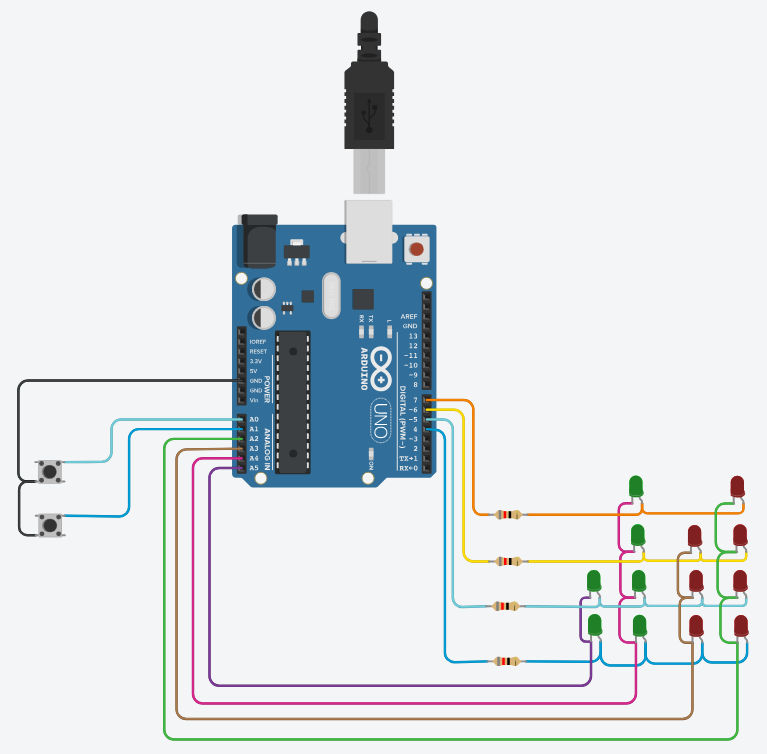 AREF
GND
13
12
~11
~10
~9
8
7
~6
~5
4
~3
2
TX→1
RX←0
DIGITAL (PWM~)
IOREF
RESET
3.3V
5V
GND
GND
Vin
POWER
A0
A1
A2
A3
A4
A5
ANALOG IN
RX
TX
L
ARDUINO
UNO
ON